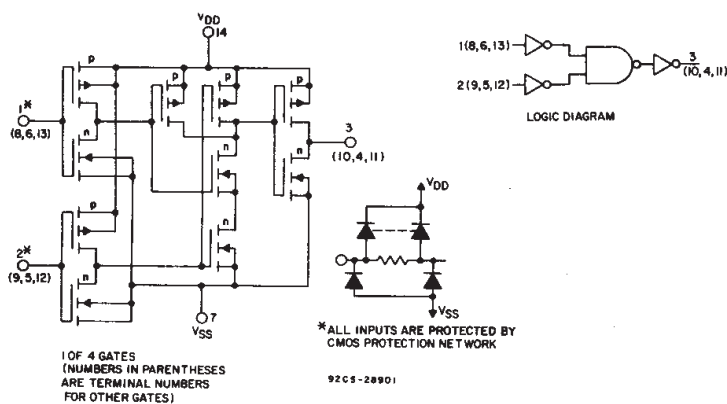 VDD
14
p
p
p
p
1*
(8,6,13)
n
n
n
3
(10,4,11)
p
n
2*
(9,5,12)
n
7
VSS
1 OF 4 GATES
(NUMBERS IN PARENTHESES
ARE TERMINAL NUMBERS
FOR OTHER GATES)
1(8,6,13)
2(9,5,12)
3
(10,4,11)
LOGIC DIAGRAM
VDD
VSS
*ALL INPUTS ARE PROTECTED BY
CMOS PROTECTION NETWORK
92CS-28901